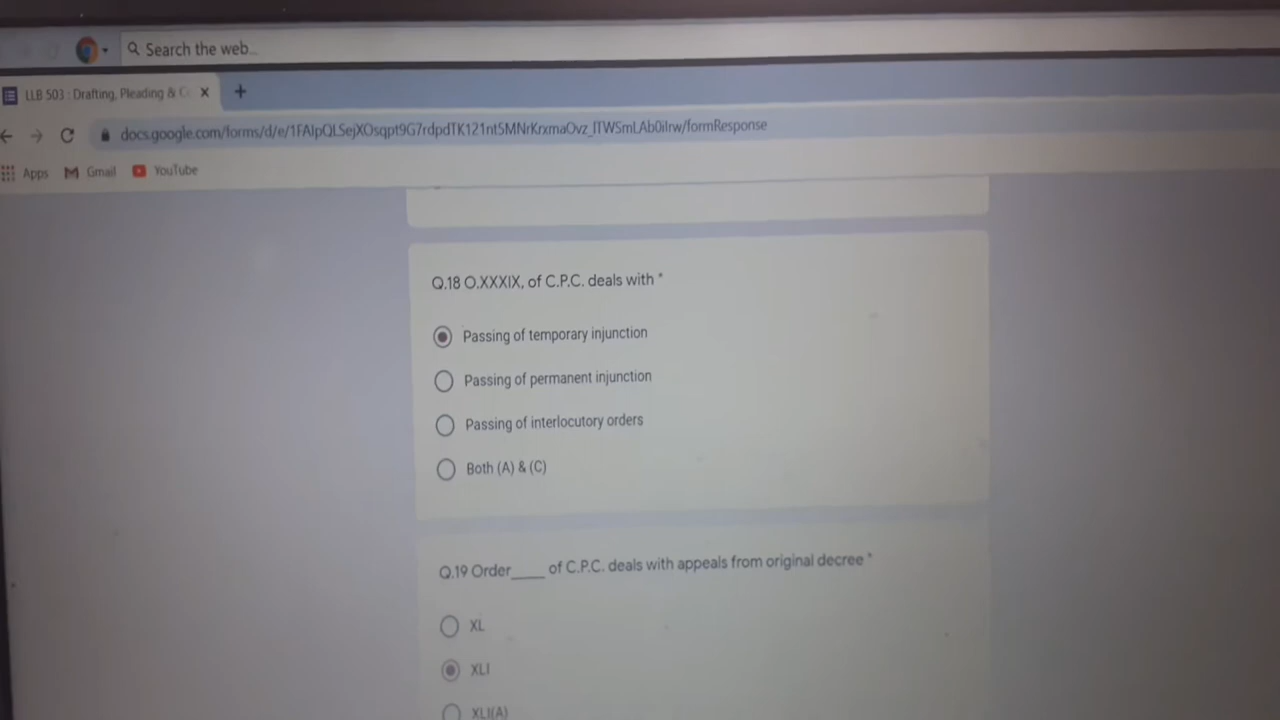 Search the web...
LLB 503 : Drafting, Pleading & C
docs.google.com/forms/d/e/
Apps Gmail YouTube
Q.18 O.XXXIX, of C.P.C. deals with *
Passing of temporary injunction
Passing of permanent injunction
Passing of interlocutory orders
Both (A) & (C)
Q.19 Order____ of C.P.C. deals with appeals from original decree *
XL
XLI
XLI(A)